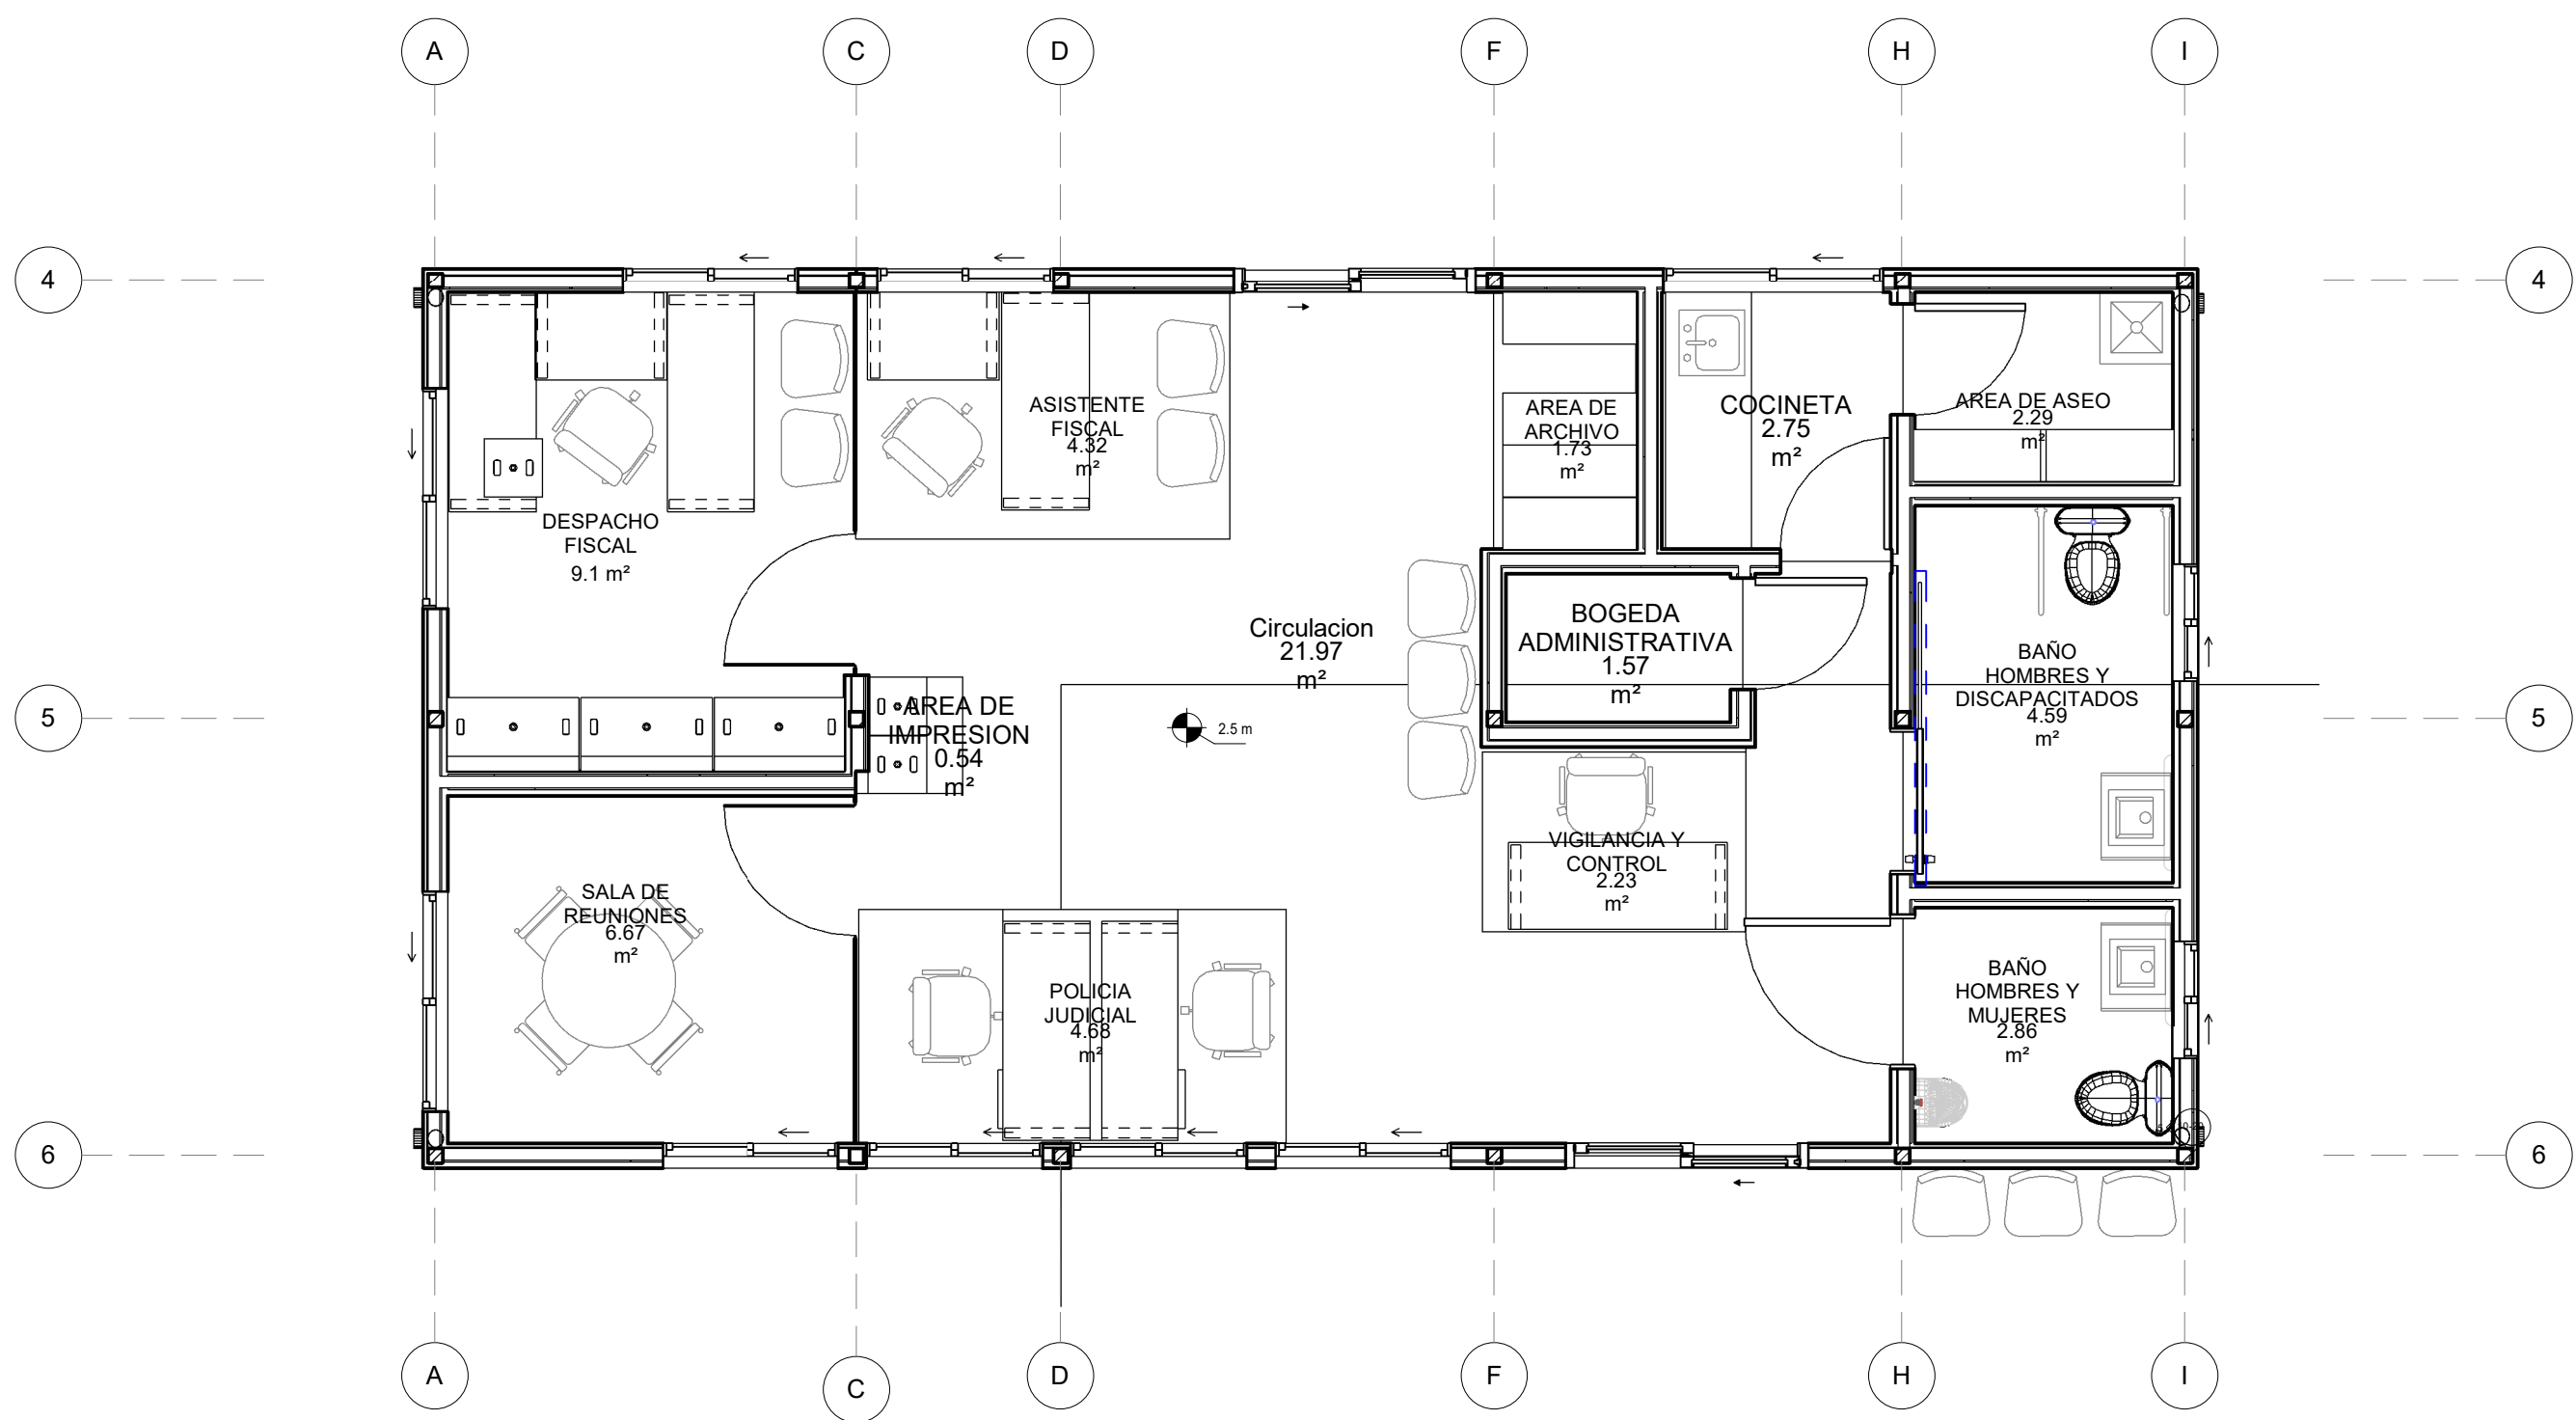 A
C
D
F
H
I
4
4
ASISTENTE
FISCAL
4.32
m²
AREA DE
ARCHIVO
1.73
m²
COCINETA
2.75
m²
AREA DE ASEO
2.29
m²
DESPACHO
FISCAL
9.1 m²
Circulacion
21.97
m²
BOGEDA
ADMINISTRATIVA
1.57
m²
BAÑO
HOMBRES Y
DISCAPACITADOS
4.59
m²
5
5
AREA DE
IMPRESION
0.54
m²
2.5 m
VIGILANCIA Y
CONTROL
2.23
m²
SALA DE
REUNIONES
6.67
m²
POLICIA
JUDICIAL
4.68
m²
BAÑO
HOMBRES Y
MUJERES
2.86
m²
6
6
A
C
D
F
H
I